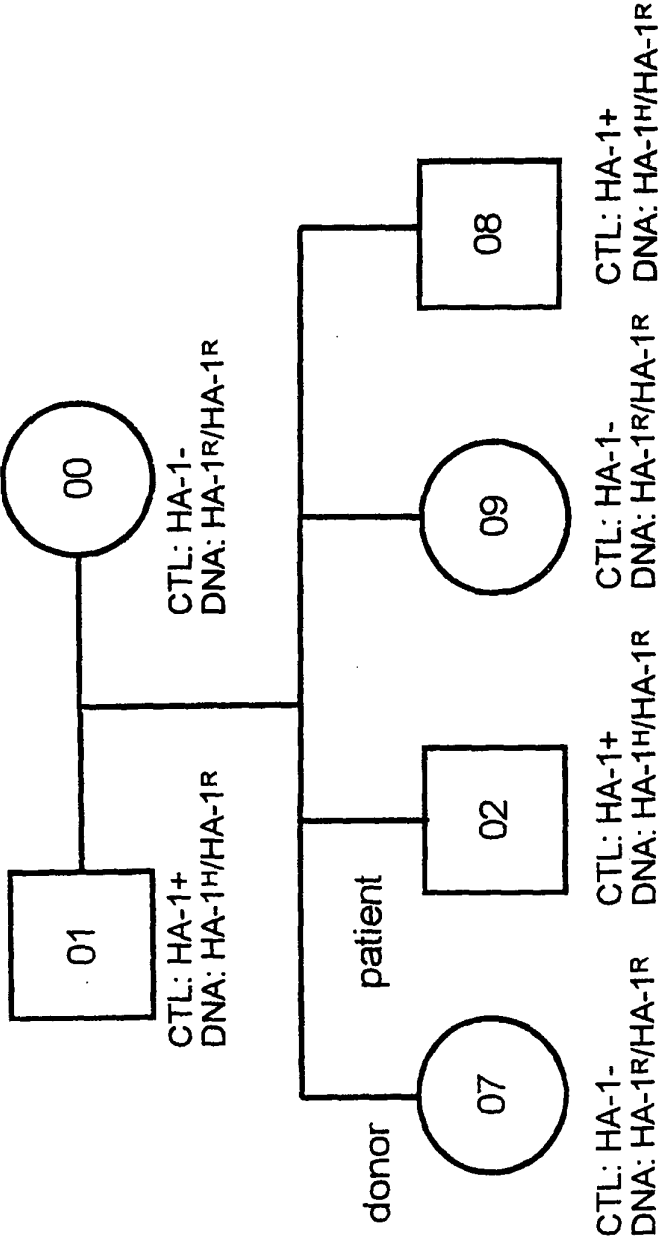 01
CTL: HA-1+
DNA: HA-1H/HA-1R
00
CTL: HA-1-
DNA: HA-1R/HA-1R
donor
07
CTL: HA-1-
DNA: HA-1R/HA-1R
patient
02
CTL: HA-1+
DNA: HA-1H/HA-1R
09
CTL: HA-1-
DNA: HA-1R/HA-1R
08
CTL: HA-1+
DNA: HA-1H/HA-1R